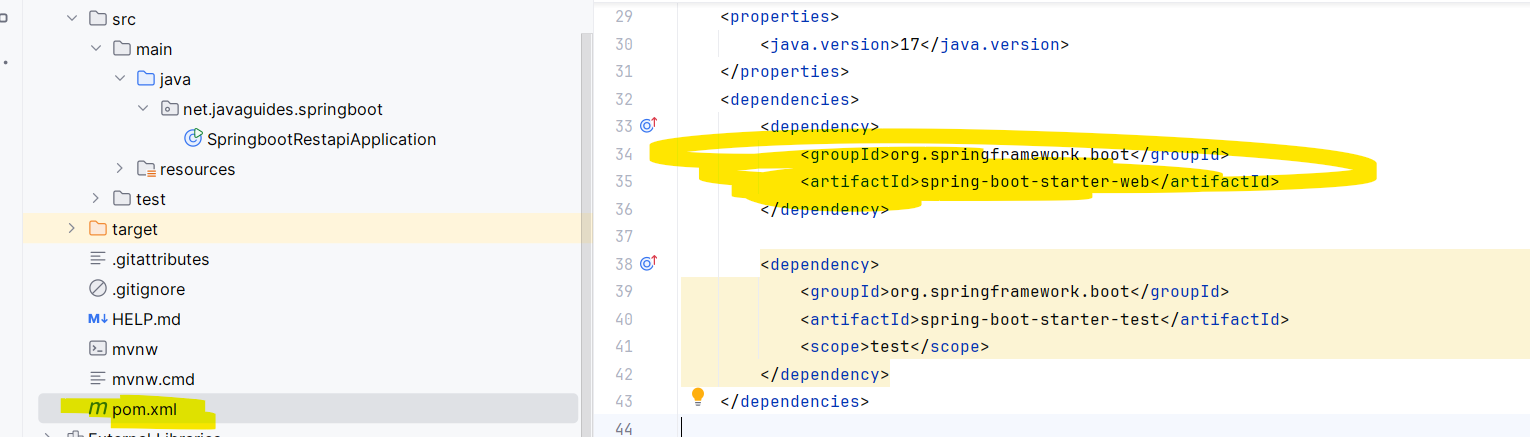 src
main
java
net.javaguides.springboot
SpringbootRestapiApplication
resources
test
target
.gitattributes
.gitignore
M↓ HELP.md
mvnw
mvnw.cmd
m pom.xml
External Libraries
29 <properties>
30 <java.version>17</java.version>
31 </properties>
32 <dependencies>
33 <dependency>
34 <groupId>org.springframework.boot</groupId>
35 <artifactId>spring-boot-starter-web</artifactId>
36 </dependency>
37
38 <dependency>
39 <groupId>org.springframework.boot</groupId>
40 <artifactId>spring-boot-starter-test</artifactId>
41 <scope>test</scope>
42 </dependency>
43 </dependencies>
44